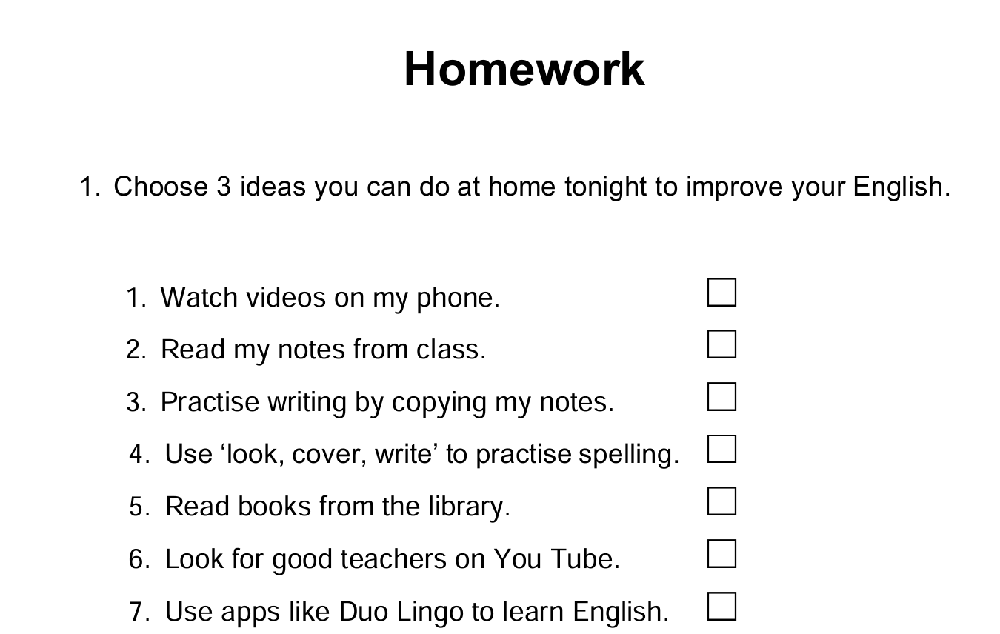 Homework
1. Choose 3 ideas you can do at home tonight to improve your English.
1. Watch videos on my phone.
2. Read my notes from class.
3. Practise writing by copying my notes.
4. Use ‘look, cover, write’ to practise spelling.
5. Read books from the library.
6. Look for good teachers on You Tube.
7. Use apps like Duo Lingo to learn English.